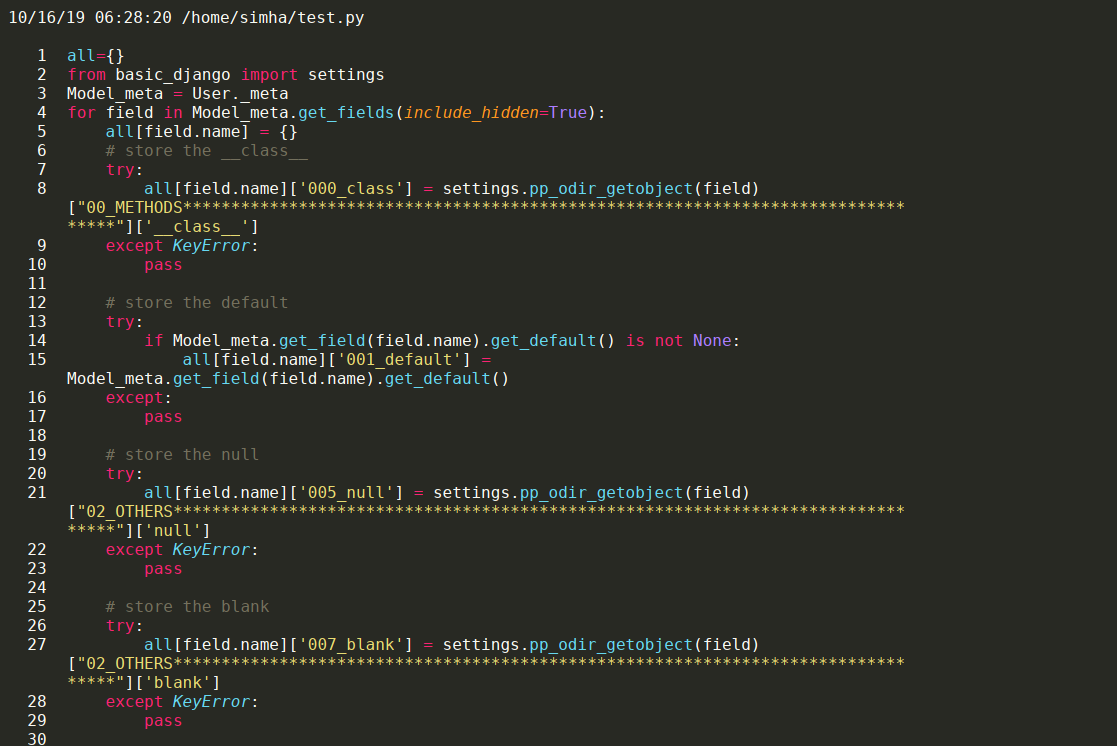 10/16/19 06:28:20 /home/simha/test.py
1 all={}
2 from basic_django import settings
3 Model_meta = User._meta
4 for field in Model_meta.get_fields(include_hidden=True):
5     all[field.name] = {}
6     # store the __class__
7     try:
8         all[field.name]['000_class'] = settings.pp_odir_getobject(field)
["00_METHODS***************************************************************************
*****"]['__class__']
9     except KeyError:
10         pass
11
12     # store the default
13     try:
14         if Model_meta.get_field(field.name).get_default() is not None:
15             all[field.name]['001_default'] =
Model_meta.get_field(field.name).get_default()
16     except:
17         pass
18
19     # store the null
20     try:
21         all[field.name]['005_null'] = settings.pp_odir_getobject(field)
["02_OTHERS****************************************************************************
*****"]['null']
22     except KeyError:
23         pass
24
25     # store the blank
26     try:
27         all[field.name]['007_blank'] = settings.pp_odir_getobject(field)
["02_OTHERS****************************************************************************
*****"]['blank']
28     except KeyError:
29         pass
30